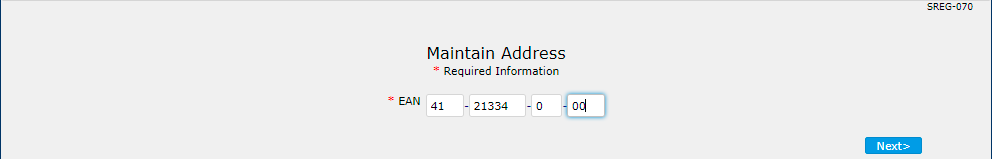 SREG-070
Maintain Address
* Required Information
* EAN 41 - 21334 - 0 - 00
Next>